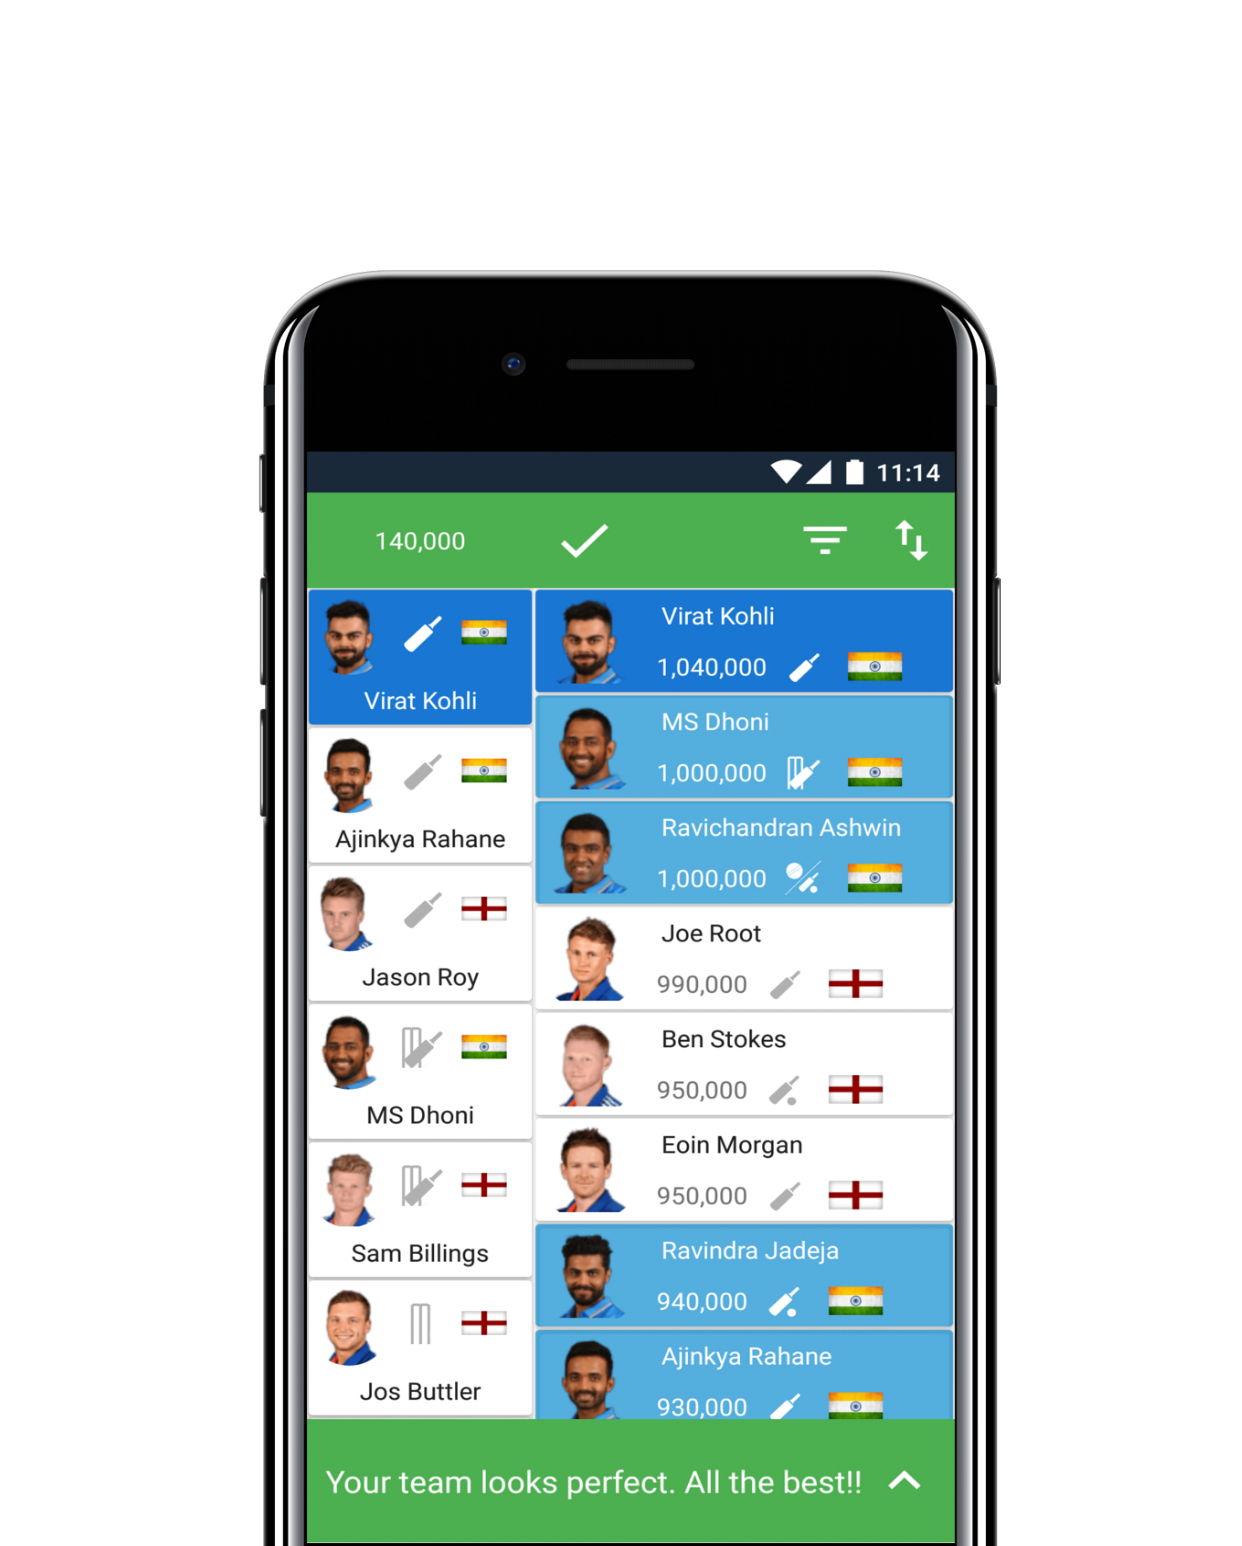 11:14
140,000
Virat Kohli
Ajinkya Rahane
Jason Roy
MS Dhoni
Sam Billings
Jos Buttler
Virat Kohli
1,040,000
MS Dhoni
1,000,000
Ravichandran Ashwin
1,000,000
Joe Root
990,000
Ben Stokes
950,000
Eoin Morgan
950,000
Ravindra Jadeja
940,000
Ajinkya Rahane
930,000
Your team looks perfect. All the best!!